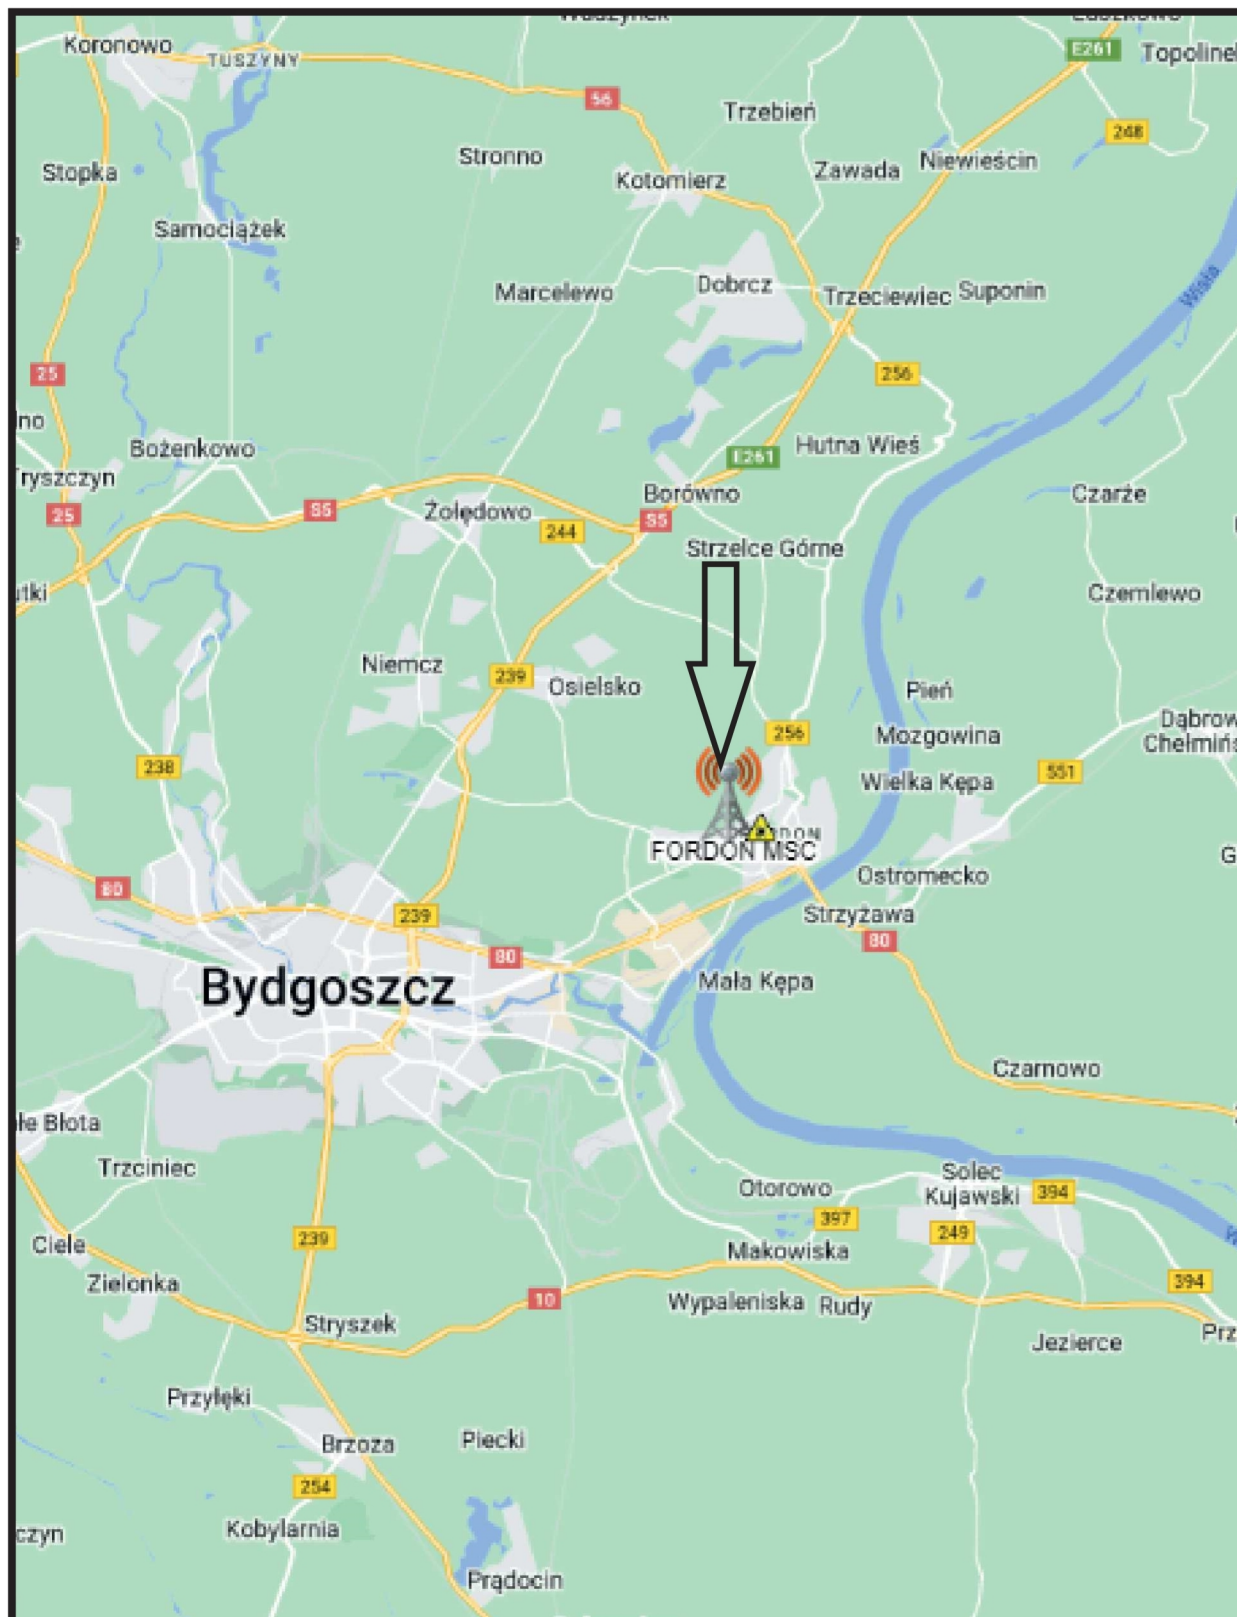 Koronowo
TUSZYNY
E261
56
Trzebień
248
Stronno
Zawada
Niewieścin
Stopka
Kotomierz
Samociążek
Wisła
Dobrcz
Marcelewo
Trzeciewiec
Suponin
25
256
Bożenkowo
Hutna Wieś
E261
Borówno
Czarże
25
S5
Żołędowo
S5
244
Strzelce Górne
Czemlewo
Niemcz
239
Osielsko
Pień
256
Mozgowina
Chełmińs
238
551
Wielka Kępa
FORDON MSC
80
Ostromecko
239
Strzyżawa
80
80
Bydgoszcz
Mała Kępa
Czarnowo
Błota
Trzciniec
Solec
Kujawski
394
Otorowo
397
249
239
Ciele
Makowiska
Zielonka
394
10
Wypaleniska
Rudy
Stryszek
Jezierce
Przyłęki
Brzoza
Piecki
254
Kobylarnia
Prądocin